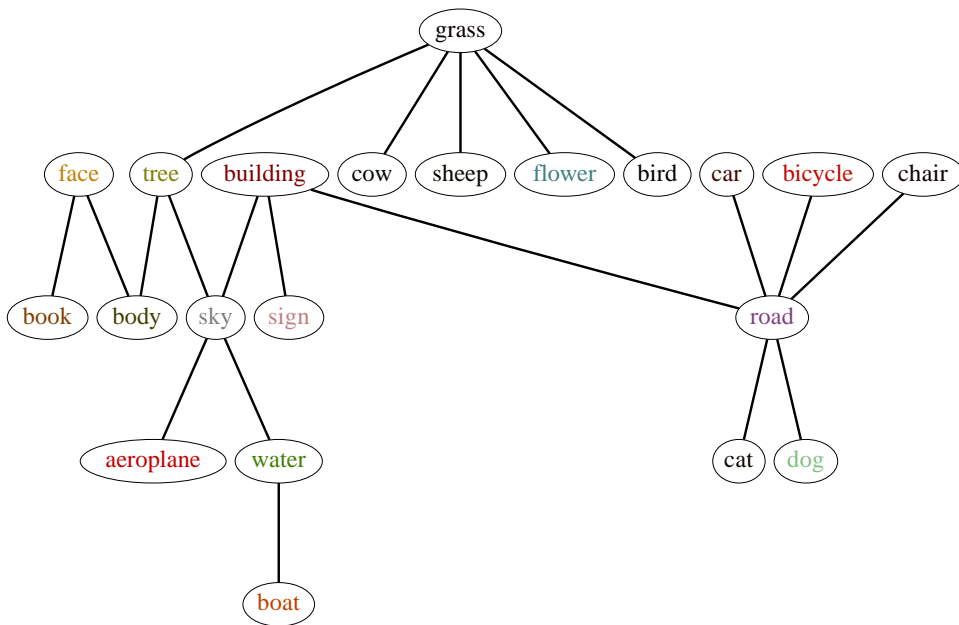 grass
face tree building cow sheep flower bird car bicycle chair
book body sky sign road
aeroplane water cat dog
boat